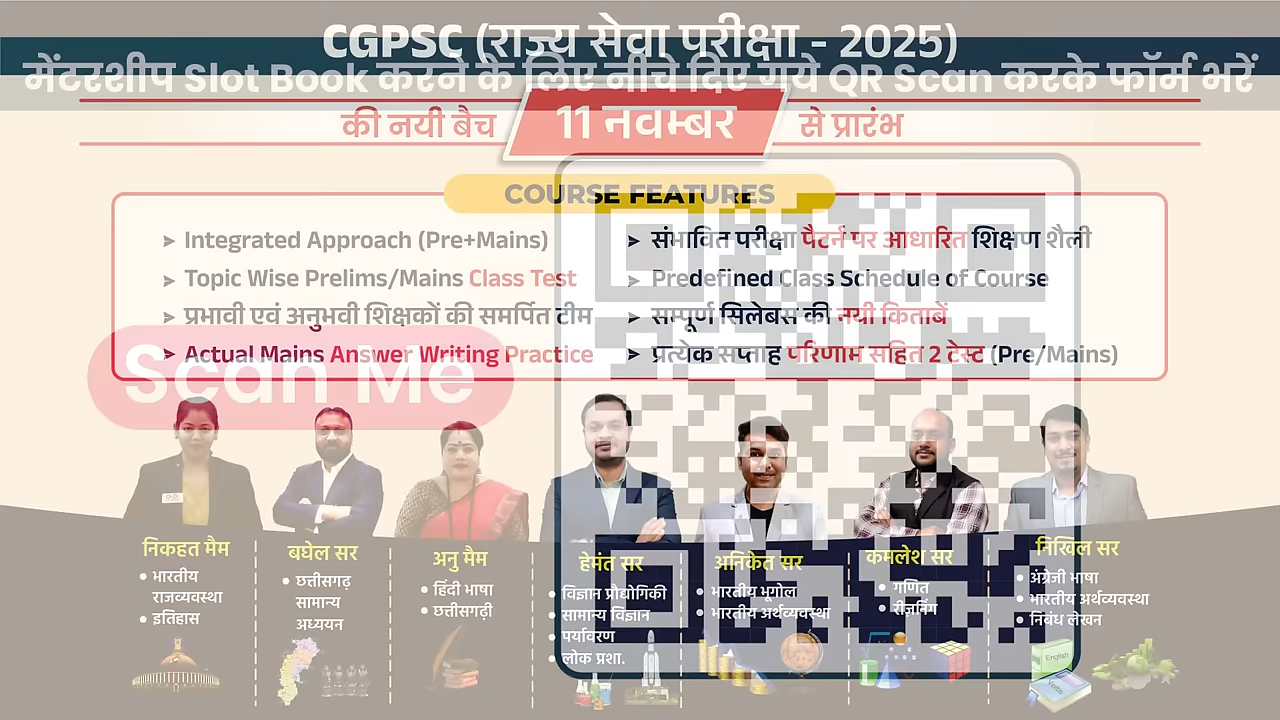 CGPSC (राज्य सेवा परीक्षा - 2025)
मेंटरशीप Slot Book करने के लिए नीचे दिए गये QR Scan करके फॉर्म भरें
की नयी बैच 11 नवम्बर से प्रारंभ
COURSE FEATURES
➤ Integrated Approach (Pre+Mains)
➤ Topic Wise Prelims/Mains Class Test
➤ प्रभावी एवं अनुभवी शिक्षकों की समर्पित टीम
➤ Actual Mains Answer Writing Practice
➤ संभावित परीक्षा पैटर्न पर आधारित शिक्षण शैली
➤ Predefined Class Schedule of Course
➤ सम्पूर्ण सिलेबस की नयी किताबें
➤ प्रत्येक सप्ताह परिणाम सहित 2 टेस्ट (Pre/Mains)
Scan Me
निकहत मैम
• भारतीय
राजव्यवस्था
• इतिहास
बघेल सर
• छत्तीसगढ़
सामान्य
अध्ययन
अनु मैम
• हिंदी भाषा
• छत्तीसगढ़ी
हेमंत सर
• विज्ञान प्रौद्योगिकी
• सामान्य विज्ञान
• पर्यावरण
• लोक प्रशा.
अनिकेत सर
• भारतीय भूगोल
• भारतीय अर्थव्यवस्था
कमलेश सर
• गणित
• रीज़निंग
निखिल सर
• अंग्रेजी भाषा
• भारतीय अर्थव्यवस्था
• निबंध लेखन
English